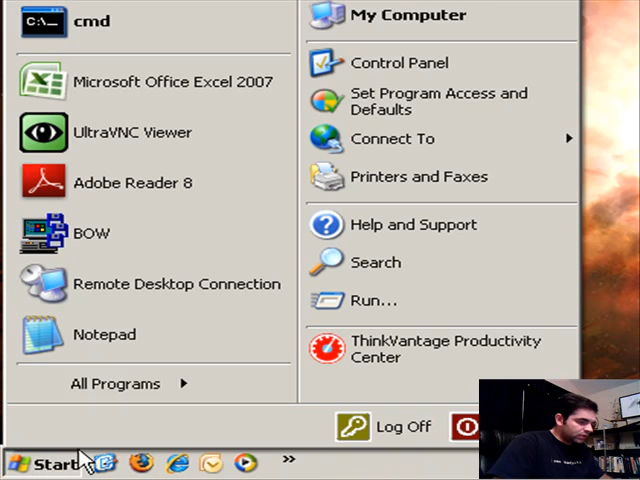 cmd
Microsoft Office Excel 2007
UltraVNC Viewer
Adobe Reader 8
BOW
Remote Desktop Connection
Notepad
All Programs
My Computer
Control Panel
Set Program Access and
Defaults
Connect To
Printers and Faxes
Help and Support
Search
Run...
ThinkVantage Productivity
Center
Log Off
Start